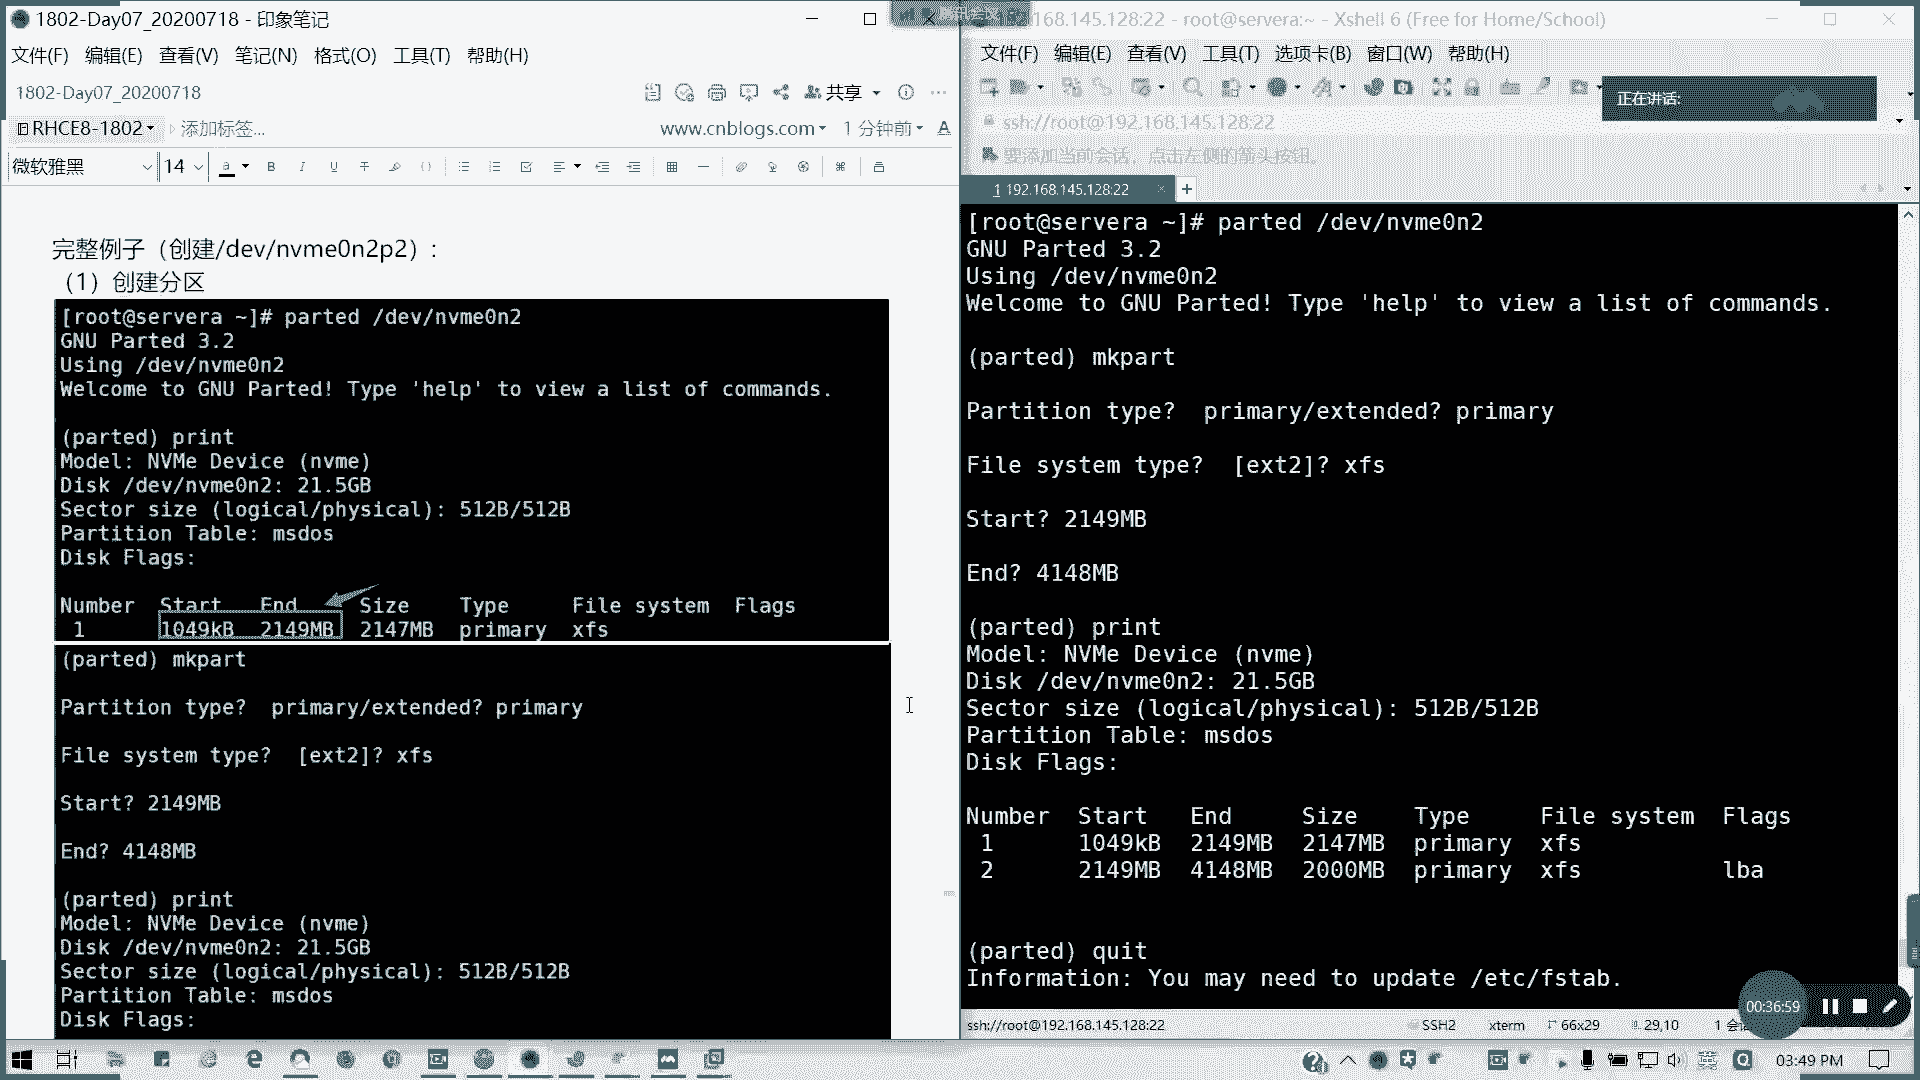 1802-Day07_20200718 - 印象笔记
文件(F) 编辑(E) 查看(V) 笔记(N) 格式(O) 工具(T) 帮助(H)
1802-Day07_20200718
共享
RHCE8-1802
添加标签...
www.cnblogs.com
1 分钟前
微软雅黑
14
完整例子（创建/dev/nvme0n2p2）:
（1）创建分区
[root@servera ~]# parted /dev/nvme0n2
GNU Parted 3.2
Using /dev/nvme0n2
Welcome to GNU Parted! Type 'help' to view a list of commands.
(parted) print
Model: NVMe Device (nvme)
Disk /dev/nvme0n2: 21.5GB
Sector size (logical/physical): 512B/512B
Partition Table: msdos
Disk Flags:
Number Start End Size Type File system Flags
1 1049kB 2149MB 2147MB primary xfs
(parted) mkpart
Partition type? primary/extended? primary
File system type? [ext2]? xfs
Start? 2149MB
End? 4148MB
(parted) print
Model: NVMe Device (nvme)
Disk /dev/nvme0n2: 21.5GB
Sector size (logical/physical): 512B/512B
Partition Table: msdos
Disk Flags:
168.145.128:22 - root@servera:~ - Xshell 6 (Free for Home/School)
文件(F) 编辑(E) 查看(V) 工具(T) 选项卡(B) 窗口(W) 帮助(H)
正在讲话:
ssh://root@192.168.145.128:22
要添加当前会话，点击左侧的箭头按钮。
1 192.168.145.128:22
[root@servera ~]# parted /dev/nvme0n2
GNU Parted 3.2
Using /dev/nvme0n2
Welcome to GNU Parted! Type 'help' to view a list of commands.
(parted) mkpart
Partition type? primary/extended? primary
File system type? [ext2]? xfs
Start? 2149MB
End? 4148MB
(parted) print
Model: NVMe Device (nvme)
Disk /dev/nvme0n2: 21.5GB
Sector size (logical/physical): 512B/512B
Partition Table: msdos
Disk Flags:
Number Start End Size Type File system Flags
1 1049kB 2149MB 2147MB primary xfs
2 2149MB 4148MB 2000MB primary xfs lba
(parted) quit
Information: You may need to update /etc/fstab.
00:36:59
ssh://root@192.168.145.128:22
SSH2 xterm 66x29 29,10
英
03:49 PM